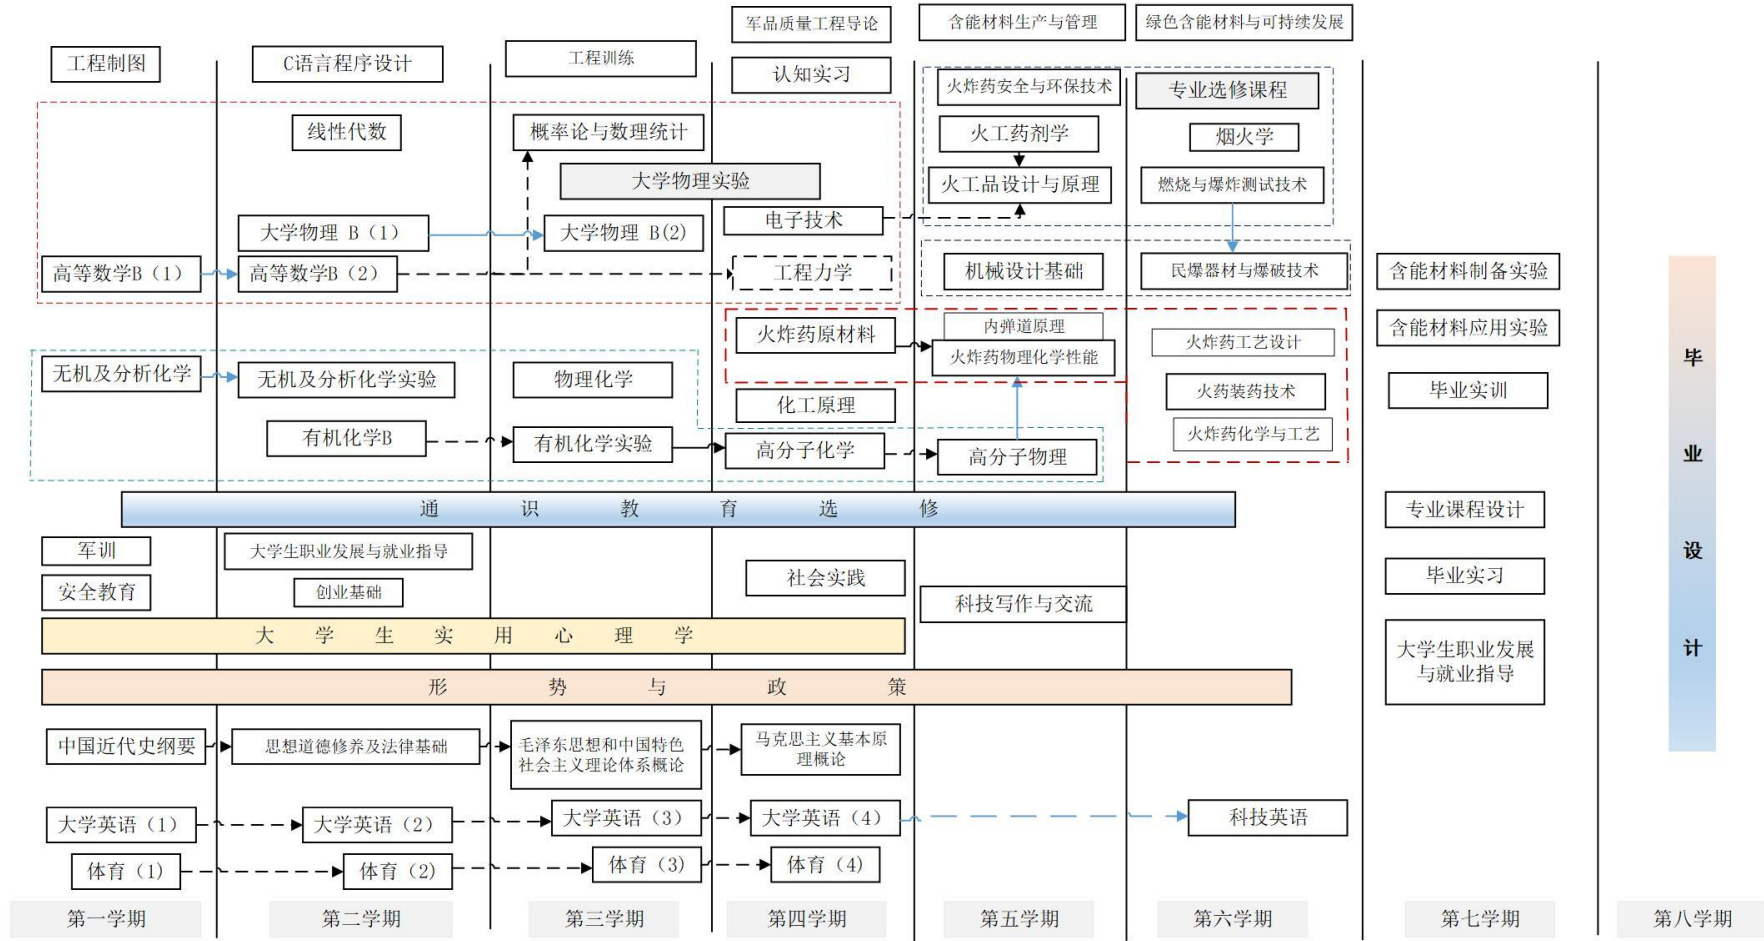 军品质量工程导论
含能材料生产与管理
绿色含能材料与可持续发展
工程制图
C语言程序设计
工程训练
认知实习
火炸药安全与环保技术
专业选修课程
线性代数
概率论与数理统计
火工药剂学
烟火学
大学物理实验
火工品设计与原理
燃烧与爆炸测试技术
电子技术
大学物理 B（1）
大学物理 B(2)
高等数学B（1）
高等数学B（2）
工程力学
机械设计基础
民爆器材与爆破技术
含能材料制备实验
火炸药原材料
内弹道原理
火炸药物理化学性能
火炸药工艺设计
含能材料应用实验
无机及分析化学
无机及分析化学实验
物理化学
化工原理
火药装药技术
毕业实训
有机化学B
有机化学实验
高分子化学
高分子物理
火炸药化学与工艺
通识教育选修
专业课程设计
军训
大学生职业发展与就业指导
安全教育
创业基础
社会实践
科技写作与交流
毕业实习
大学生实用心理学
大学生职业发展
与就业指导
形势与政策
中国近代史纲要
思想道德修养及法律基础
毛泽东思想和中国特色
社会主义理论体系概论
马克思主义基本原
理概论
大学英语（1）
大学英语（2）
大学英语（3）
大学英语（4）
科技英语
体育（1）
体育（2)
体育（3)
体育（4)
毕
业
设
计
第一学期
第二学期
第三学期
第四学期
第五学期
第六学期
第七学期
第八学期